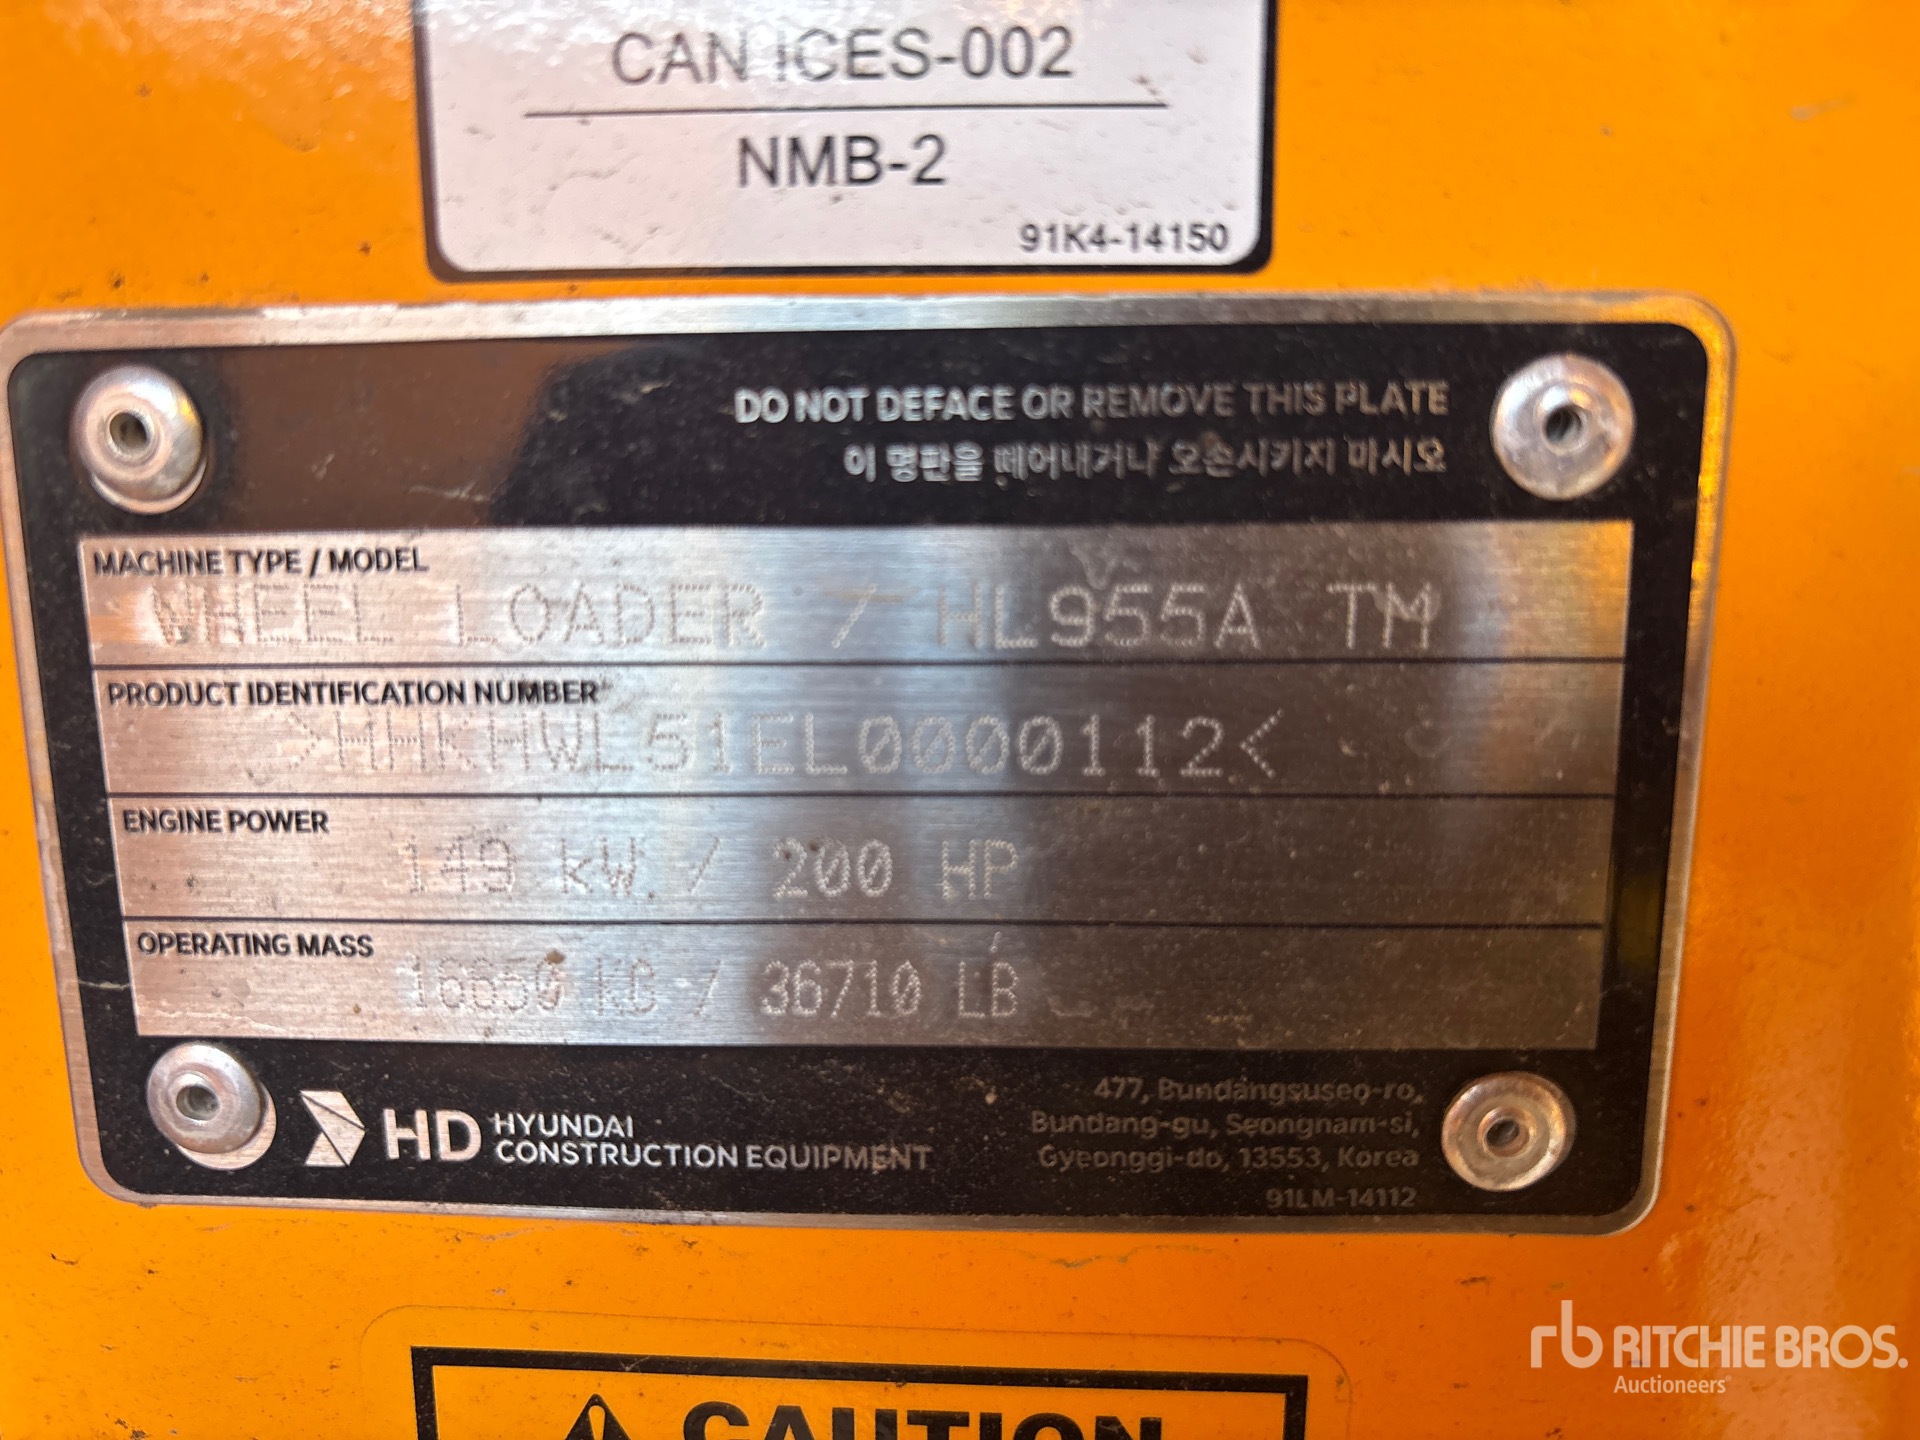 CAN ICES-002
NMB-2
91K4-14150
DO NOT DEFACE OR REMOVE THIS PLATE
이 명판을 떼어내거나 오손시키지 마시오
MACHINE TYPE / MODEL
WHEEL LOADER / HL955A TM
PRODUCT IDENTIFICATION NUMBER
>HHKHWL51EL0000112<
ENGINE POWER
149 kW / 200 HP
OPERATING MASS
16650 KG / 36710 LB
HD HYUNDAI
CONSTRUCTION EQUIPMENT
477, Bundangsuseo-ro,
Bundang-gu, Seongnam-si,
Gyeonggi-do, 13553, Korea
91LM-14112
CAUTION
rb RITCHIE BROS.
Auctioneers